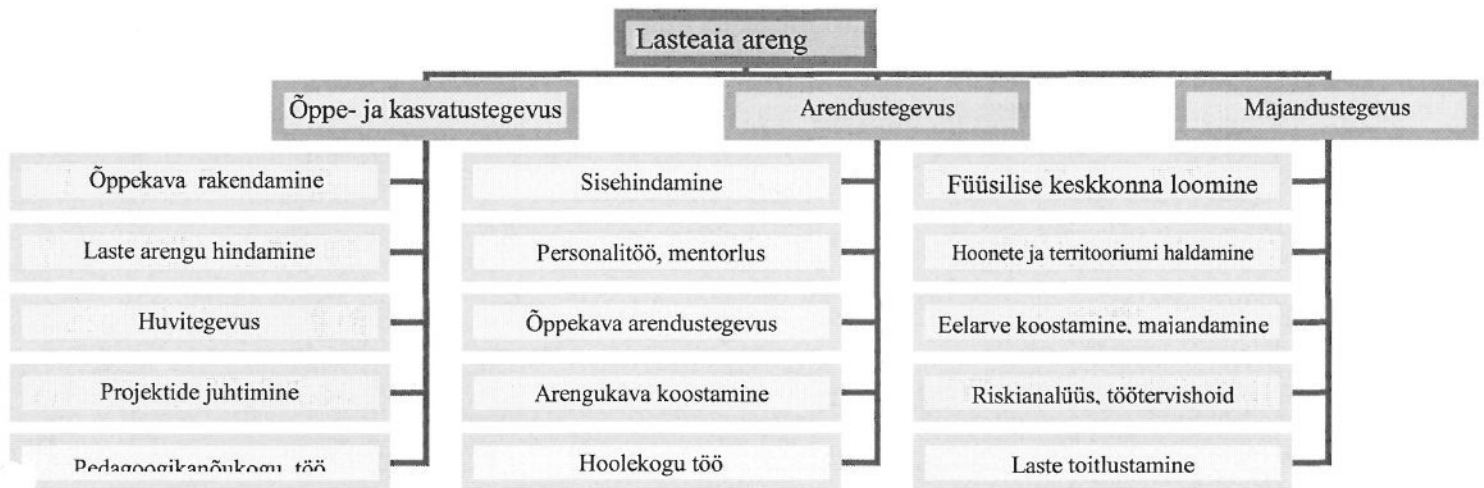 Lasteaia areng
Õppe- ja kasvatustegevus
Arendustegevus
Majandustegevus
Õppekava rakendamine
Sisehindamine
Füüsilise keskkonna loomine
Laste arengu hindamine
Personalitöö, mentorlus
Hoonete ja territooriumi haldamine
Huvitegevus
Õppekava arendustegevus
Eelarve koostamine, majandamine
Projektide juhtimine
Arengukava koostamine
Riskianalüüs, töötervishoid
Pedagoogikanõukogu töö
Hoolekogu töö
Laste toitlustamine